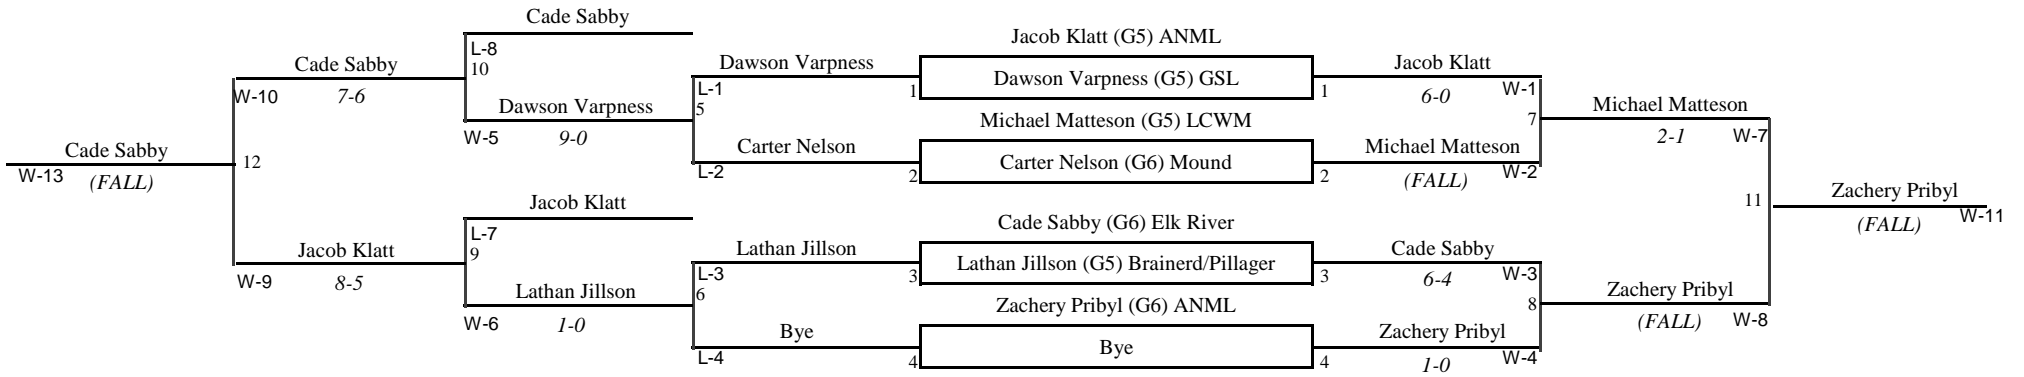 Cade Sabby
L-8
10
Cade Sabby
W-10
7-6
Dawson Varpness
W-5
9-0
Cade Sabby
W-13
(FALL)
12
Jacob Klatt
L-7
9
Jacob Klatt
W-9
8-5
Lathan Jillson
W-6
1-0
Dawson Varpness
L-1
5
1
Carter Nelson
L-2
2
Lathan Jillson
L-3
6
3
Bye
L-4
4
Jacob Klatt (G5) ANML
Dawson Varpness (G5) GSL
Michael Matteson (G5) LCWM
Carter Nelson (G6) Mound
Cade Sabby (G6) Elk River
Lathan Jillson (G5) Brainerd/Pillager
Zachery Pribyl (G6) ANML
Bye
Jacob Klatt
1
6-0
W-1
7
Michael Matteson
2
(FALL)
W-2
Cade Sabby
3
6-4
W-3
8
Zachery Pribyl
4
1-0
W-4
Michael Matteson
2-1
W-7
11
Zachery Pribyl
(FALL)
W-8
Zachery Pribyl
(FALL)
W-11